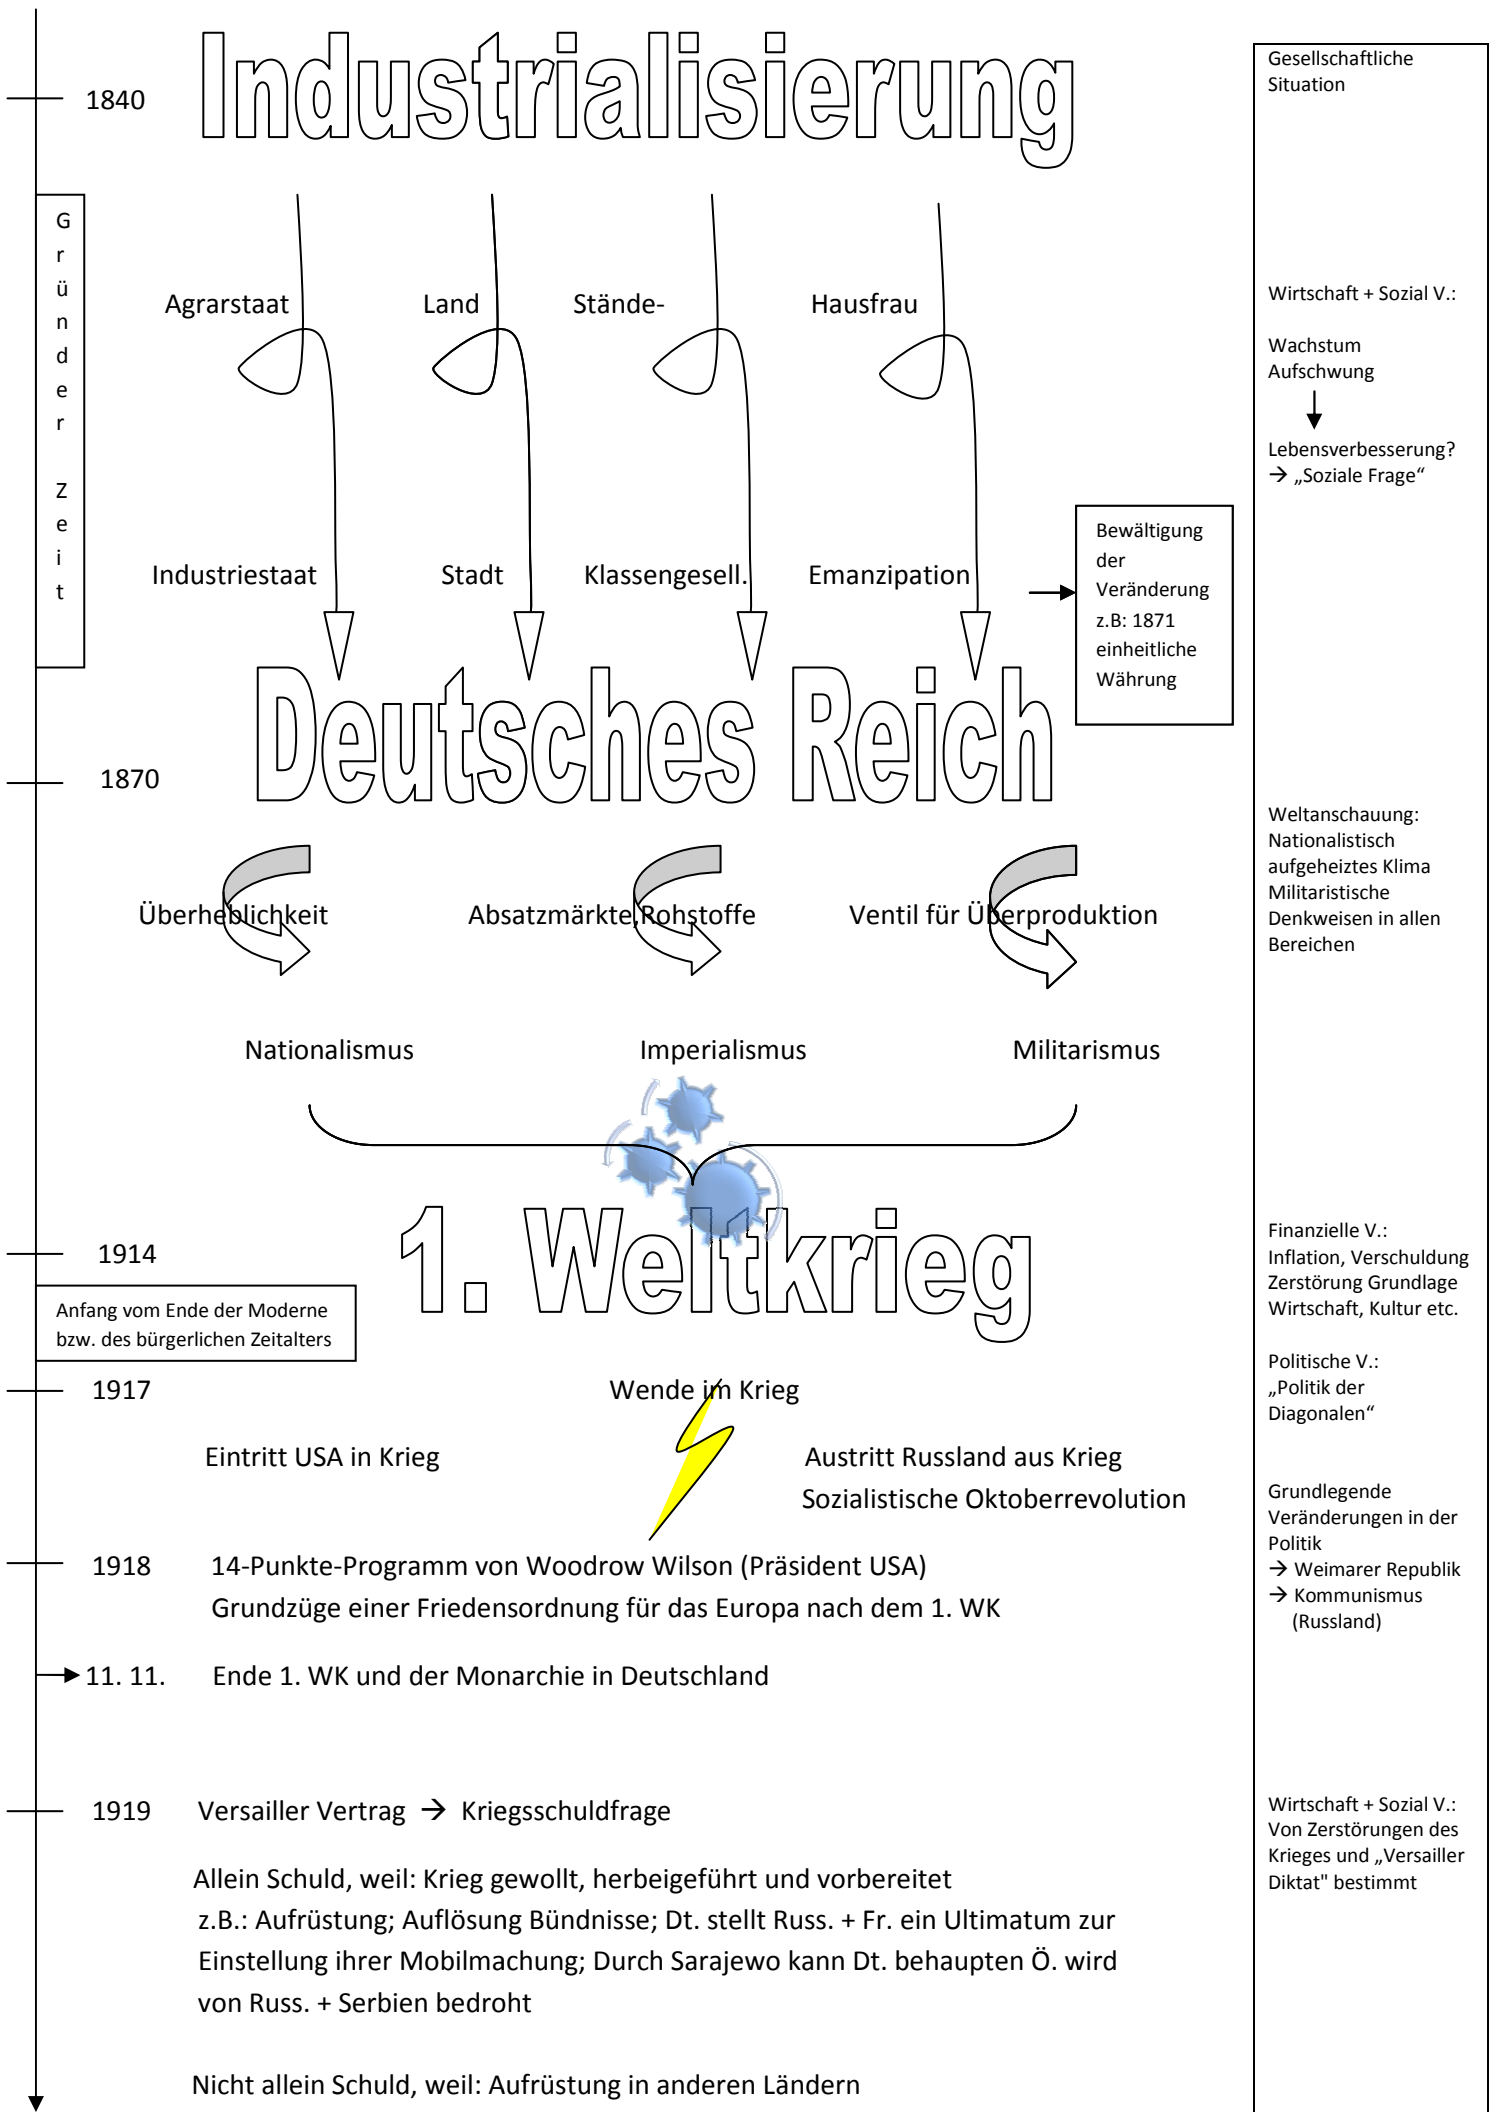 Industrialisierung
1840
Gründer Zeit
Agrarstaat Land Stände- Hausfrau
Industriestaat Stadt Klassengesell. Emanzipation
Bewältigung
der
Veränderung
z.B: 1871
einheitliche
Währung
Deutsches Reich
1870
Überheblichkeit Absatzmärkte,Rohstoffe Ventil für Überproduktion
Nationalismus Imperialismus Militarismus
1. Weltkrieg
1914
Anfang vom Ende der Moderne
bzw. des bürgerlichen Zeitalters
1917 Wende im Krieg
Eintritt USA in Krieg Austritt Russland aus Krieg
Sozialistische Oktoberrevolution
1918 14-Punkte-Programm von Woodrow Wilson (Präsident USA)
Grundzüge einer Friedensordnung für das Europa nach dem 1. WK
11. 11. Ende 1. WK und der Monarchie in Deutschland
1919 Versailler Vertrag → Kriegsschuldfrage
Allein Schuld, weil: Krieg gewollt, herbeigeführt und vorbereitet
z.B.: Aufrüstung; Auflösung Bündnisse; Dt. stellt Russ. + Fr. ein Ultimatum zur
Einstellung ihrer Mobilmachung; Durch Sarajewo kann Dt. behaupten Ö. wird
von Russ. + Serbien bedroht
Nicht allein Schuld, weil: Aufrüstung in anderen Ländern
Gesellschaftliche
Situation
Wirtschaft + Sozial V.:
Wachstum
Aufschwung
Lebensverbesserung?
→ „Soziale Frage“
Weltanschauung:
Nationalistisch
aufgeheiztes Klima
Militaristische
Denkweisen in allen
Bereichen
Finanzielle V.:
Inflation, Verschuldung
Zerstörung Grundlage
Wirtschaft, Kultur etc.
Politische V.:
„Politik der
Diagonalen“
Grundlegende
Veränderungen in der
Politik
→ Weimarer Republik
→ Kommunismus
(Russland)
Wirtschaft + Sozial V.:
Von Zerstörungen des
Krieges und „Versailler
Diktat" bestimmt